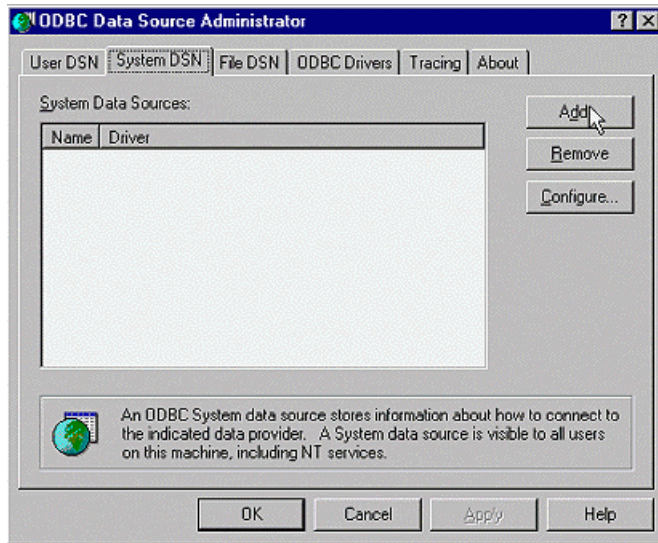 ODBC Data Source Administrator
User DSN System DSN File DSN ODBC Drivers Tracing About
System Data Sources:
Name Driver
Add...
Remove
Configure...
An ODBC System data source stores information about how to connect to
the indicated data provider. A System data source is visible to all users
on this machine, including NT services.
OK Cancel Apply Help